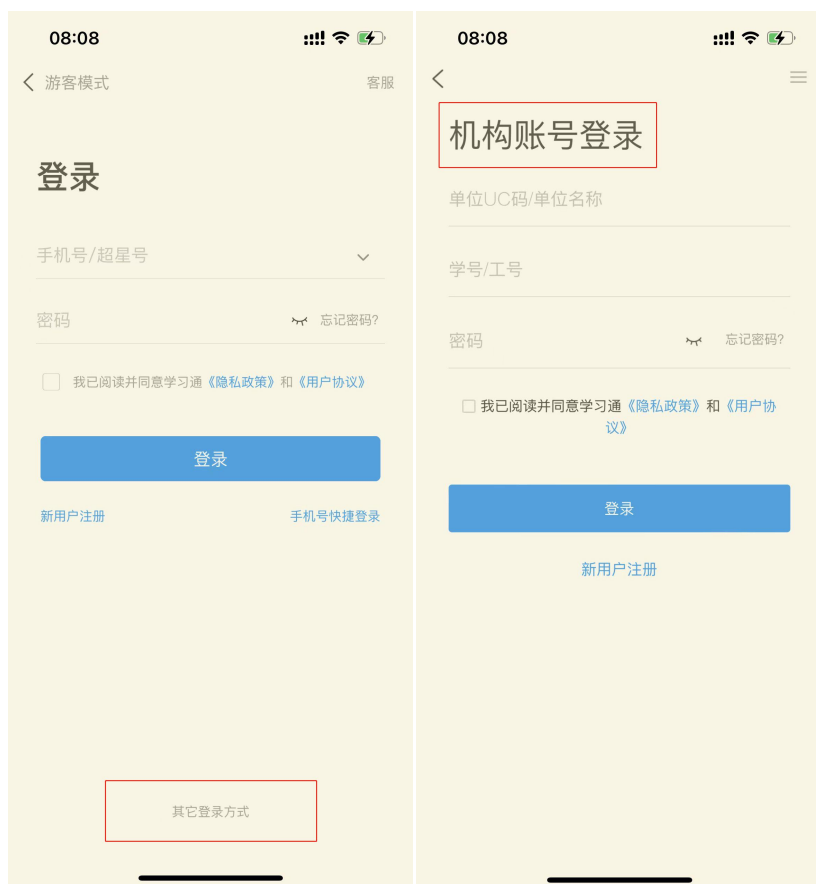 08:08
游客模式
客服
登录
手机号/超星号
密码
忘记密码?
我已阅读并同意学习通《隐私政策》和《用户协议》
登录
新用户注册
手机号快捷登录
其它登录方式
08:08
机构账号登录
单位UC码/单位名称
学号/工号
密码
忘记密码?
我已阅读并同意学习通《隐私政策》和《用户协
议》
登录
新用户注册